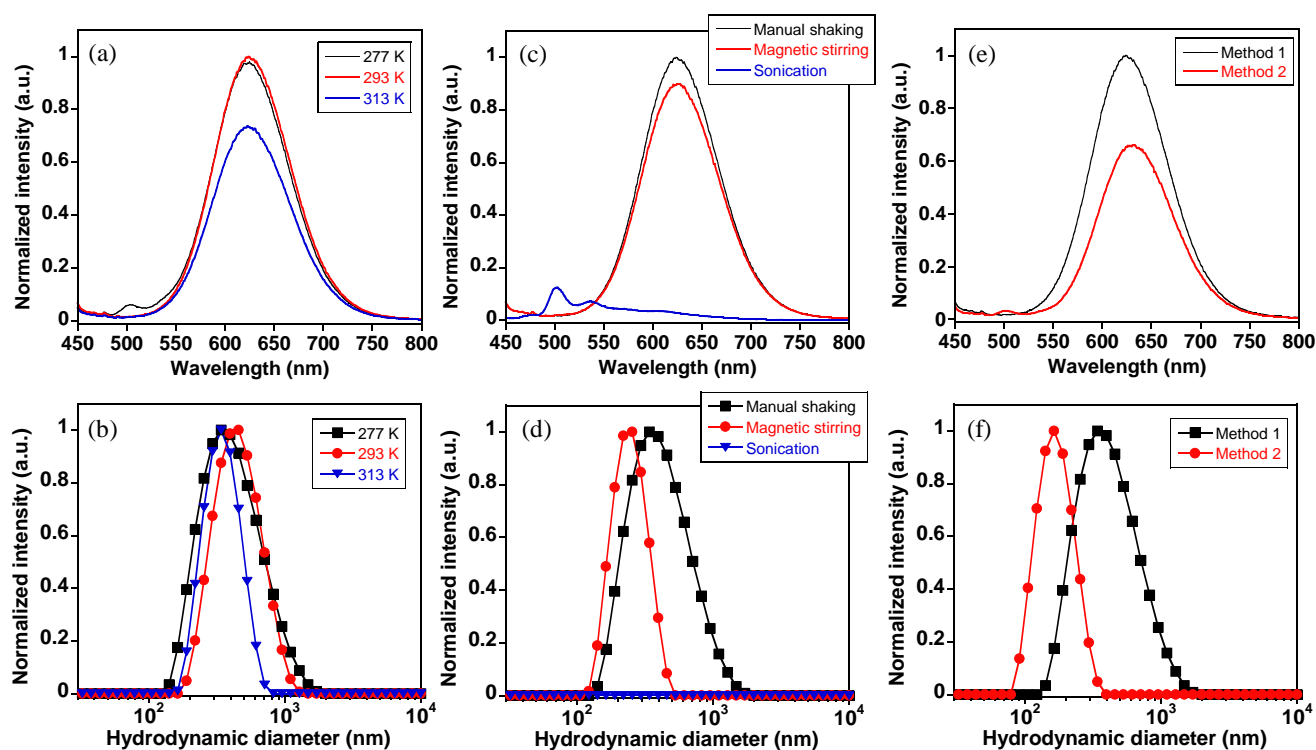 (a)
277 K
293 K
313 K
Normalized intensity (a.u.)
1
0.8
0.6
0.4
0.2
0
450 500 550 600 650 700 750 800
Wavelength (nm)
(c)
Manual shaking
Magnetic stirring
Sonication
Normalized intensity (a.u.)
1
0.8
0.6
0.4
0.2
0
450 500 550 600 650 700 750 800
Wavelength (nm)
(e)
Method 1
Method 2
Normalized intensity (a.u.)
1
0.8
0.6
0.4
0.2
0
450 500 550 600 650 700 750 800
Wavelength (nm)
(b)
277 K
293 K
313 K
Normalized intensity (a.u.)
1
0.8
0.6
0.4
0.2
0
10² 10³ 10⁴
Hydrodynamic diameter (nm)
(d)
Manual shaking
Magnetic stirring
Sonication
Normalized intensity (a.u.)
1
0.8
0.6
0.4
0.2
0
10² 10³ 10⁴
Hydrodynamic diameter (nm)
(f)
Method 1
Method 2
Normalized intensity (a.u.)
1
0.8
0.6
0.4
0.2
0
10² 10³ 10⁴
Hydrodynamic diameter (nm)